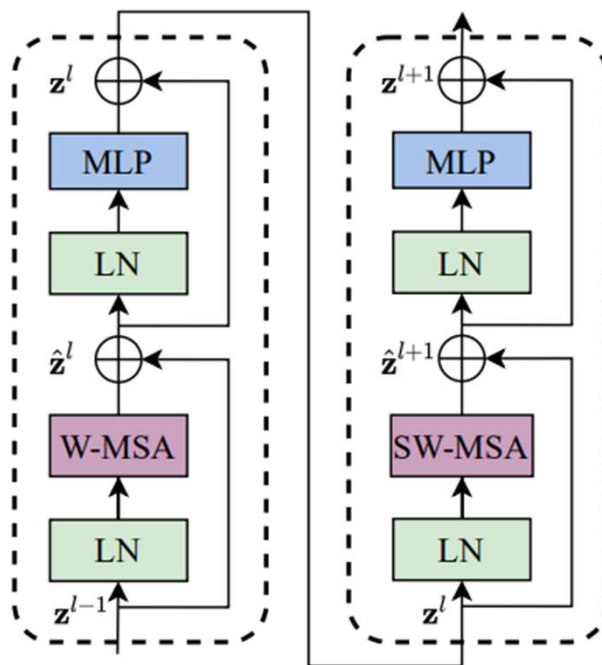 z^l
MLP
LN
ẑ^l
W-MSA
LN
z^{l-1}
z^{l+1}
MLP
LN
ẑ^{l+1}
SW-MSA
LN
z^l